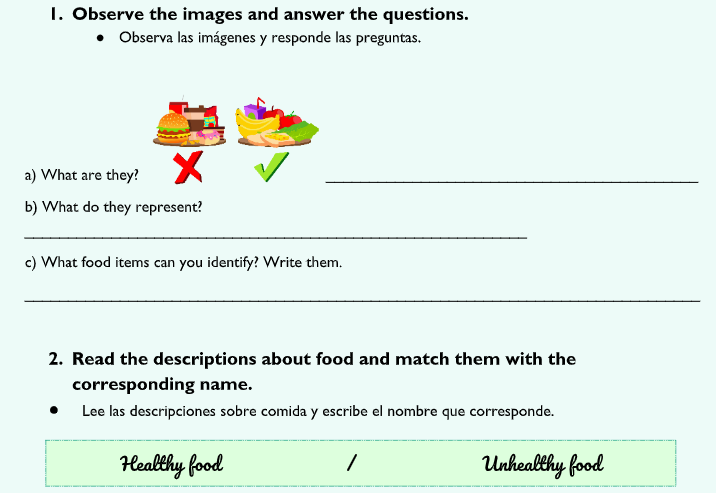 1. Observe the images and answer the questions.
● Observa las imágenes y responde las preguntas.
a) What are they?
b) What do they represent?
c) What food items can you identify? Write them.
2. Read the descriptions about food and match them with the
corresponding name.
● Lee las descripciones sobre comida y escribe el nombre que corresponde.
Healthy food / Unhealthy food